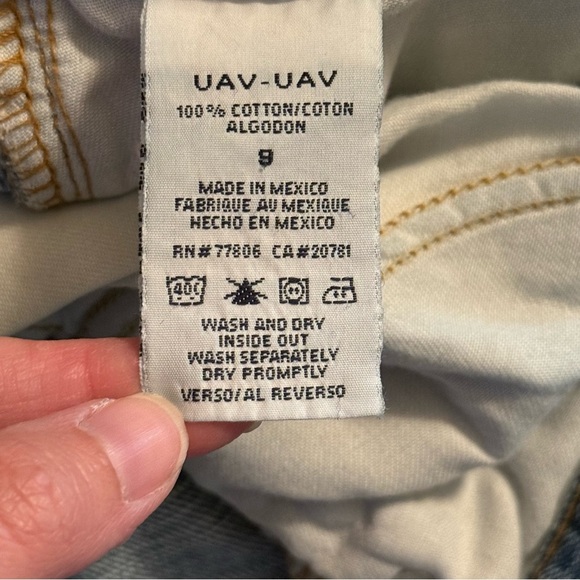 UAV-UAV
100% COTTON/COTON
ALGODON
9
MADE IN MEXICO
FABRIQUE AU MEXIQUE
HECHO EN MEXICO
RN#77806 CA#20781
40C
WASH AND DRY
INSIDE OUT
WASH SEPARATELY
DRY PROMPTLY
VERSO/AL REVERSO